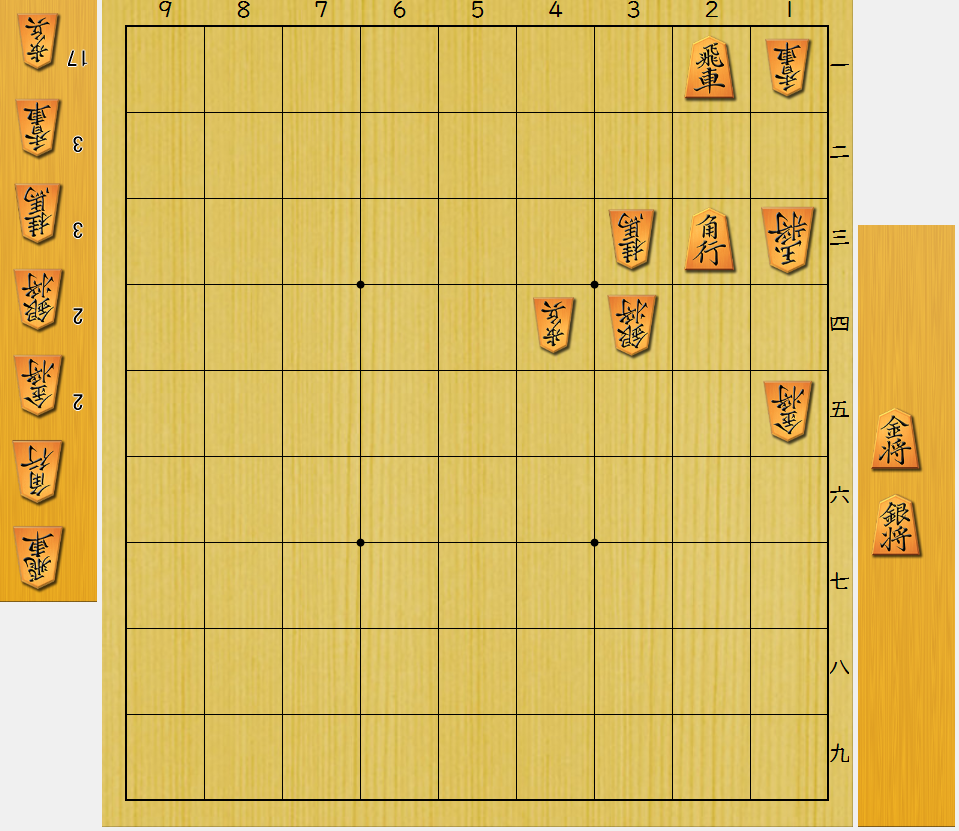 9 8 7 6 5 4 3 2 1
歩兵 17
香車 3
桂馬 3
銀将 2
金将 2
角行
飛車
飛車 香車 一
二
桂馬 角行 玉将 三
歩兵 銀将 四
金将 五
六
七
八
九
金将
銀将